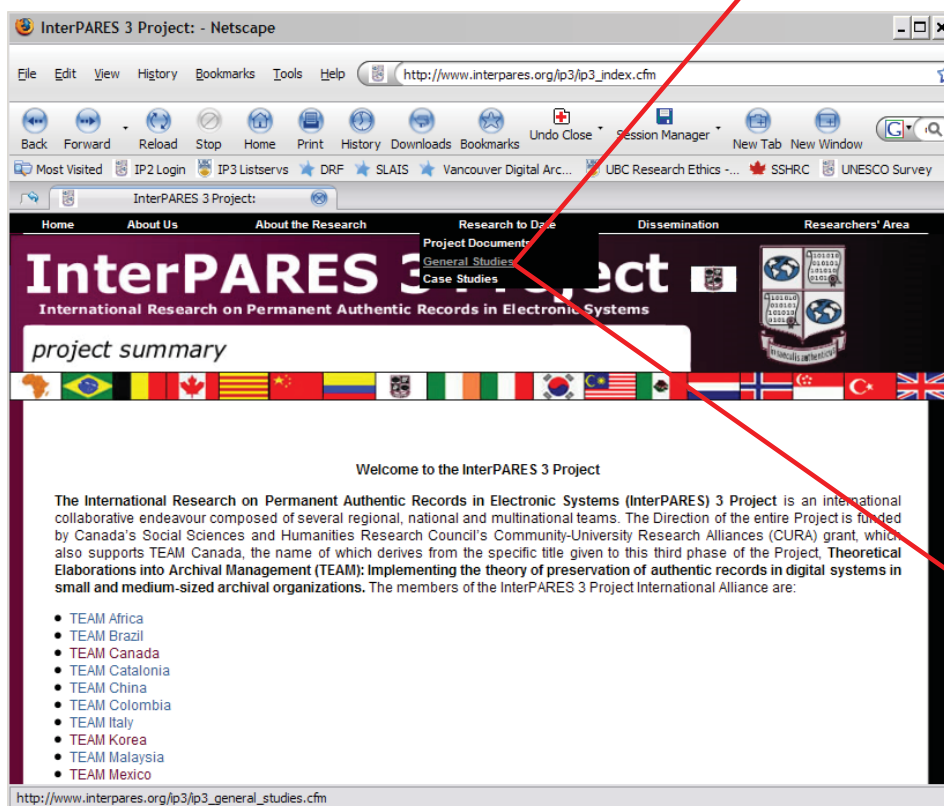 InterPARES 3 Project: - Netscape
File Edit View History Bookmarks Tools Help http://www.interpares.org/ip3/ip3_index.cfm
Back Forward Reload Stop Home Print History Downloads Bookmarks Undo Close Session Manager New Tab New Window G
Most Visited IP2 Login IP3 Listservs DRF SLAIS Vancouver Digital Arc... UBC Research Ethics -... SSHRC UNESCO Survey
InterPARES 3 Project:
Home About Us About the Research Research to Date Dissemination Researchers' Area
Project Documents
General Studies
Case Studies
InterPARES 3 Project
International Research on Permanent Authentic Records in Electronic Systems
project summary
Welcome to the InterPARES 3 Project
The International Research on Permanent Authentic Records in Electronic Systems (InterPARES) 3 Project is an international
collaborative endeavour composed of several regional, national and multinational teams. The Direction of the entire Project is funded
by Canada's Social Sciences and Humanities Research Council's Community-University Research Alliances (CURA) grant, which
also supports TEAM Canada, the name of which derives from the specific title given to this third phase of the Project, Theoretical
Elaborations into Archival Management (TEAM): Implementing the theory of preservation of authentic records in digital systems in
small and medium-sized archival organizations. The members of the InterPARES 3 Project International Alliance are:
• TEAM Africa
• TEAM Brazil
• TEAM Canada
• TEAM Catalonia
• TEAM China
• TEAM Colombia
• TEAM Italy
• TEAM Korea
• TEAM Malaysia
• TEAM Mexico
http://www.interpares.org/ip3/ip3_general_studies.cfm